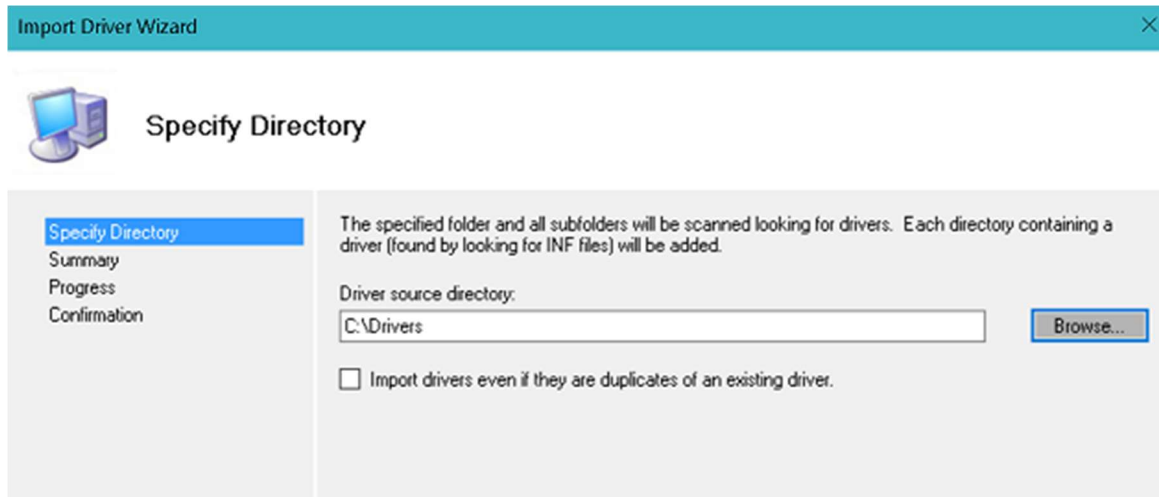 Import Driver Wizard
Specify Directory
Specify Directory
Summary
Progress
Confirmation
The specified folder and all subfolders will be scanned looking for drivers. Each directory containing a
driver (found by looking for INF files) will be added.
Driver source directory:
C:\Drivers
Browse...
Import drivers even if they are duplicates of an existing driver.